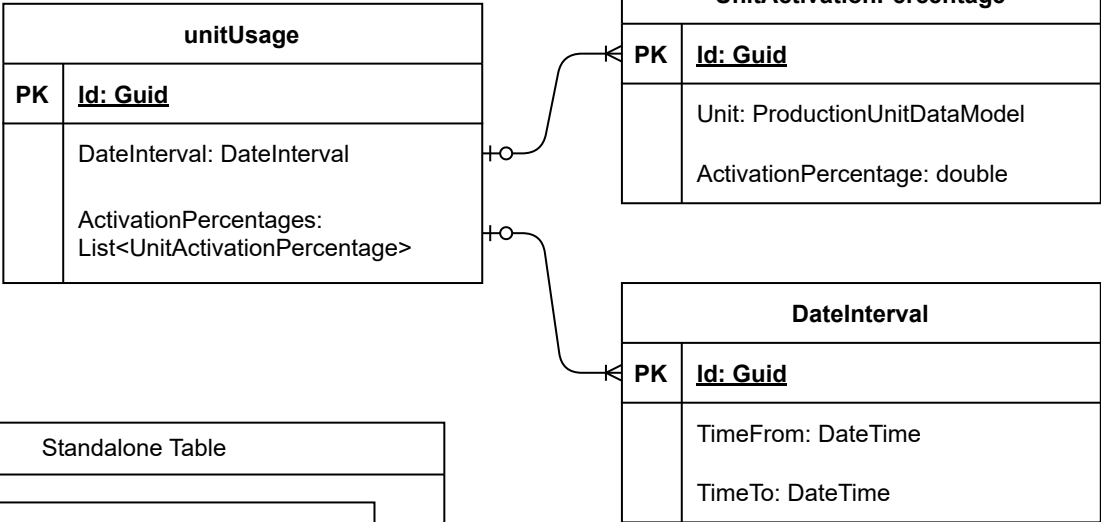 unitUsage
PK Id: Guid
DateInterval: DateInterval
ActivationPercentages:
List<UnitActivationPercentage>
PK Id: Guid
Unit: ProductionUnitDataModel
ActivationPercentage: double
DateInterval
PK Id: Guid
TimeFrom: DateTime
TimeTo: DateTime
Standalone Table